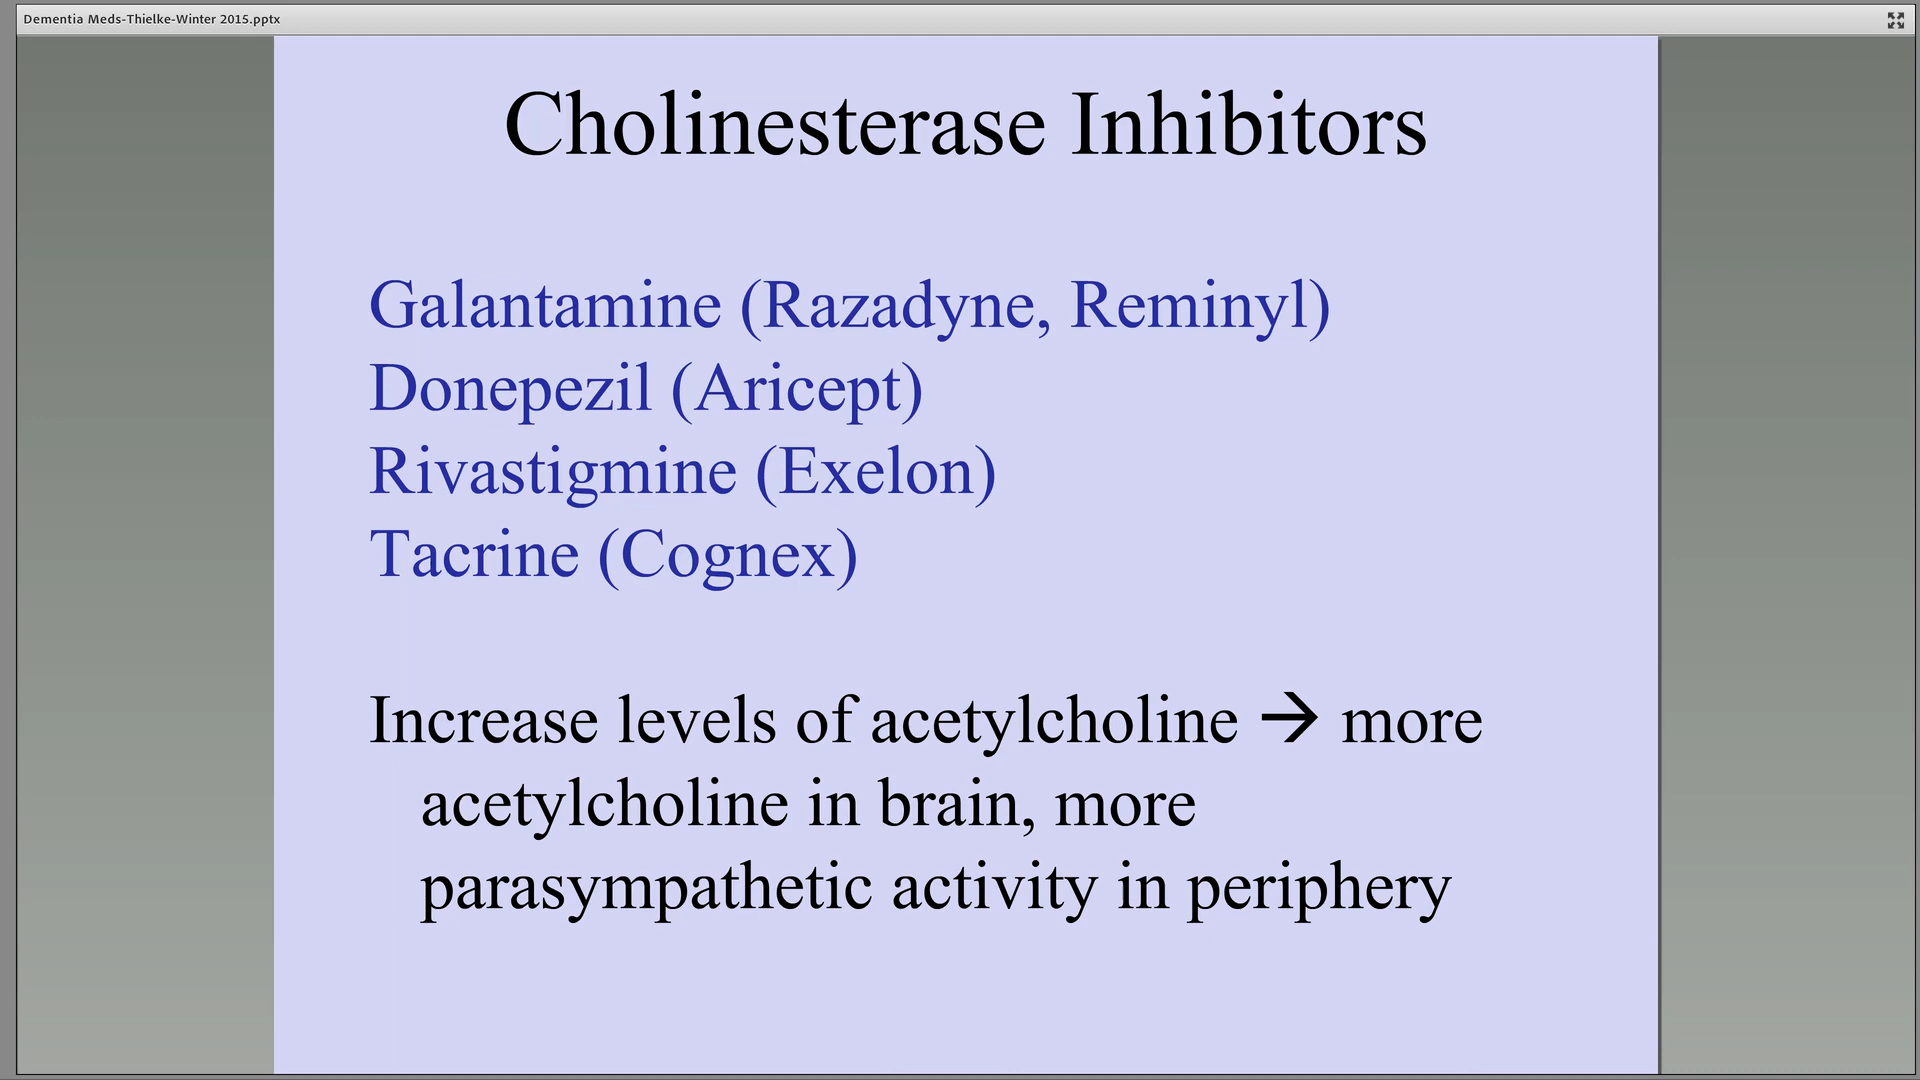 Dementia Meds-Thielke-Winter 2015.pptx
Cholinesterase Inhibitors
Galantamine (Razadyne, Reminyl)
Donepezil (Aricept)
Rivastigmine (Exelon)
Tacrine (Cognex)
Increase levels of acetylcholine → more
acetylcholine in brain, more
parasympathetic activity in periphery